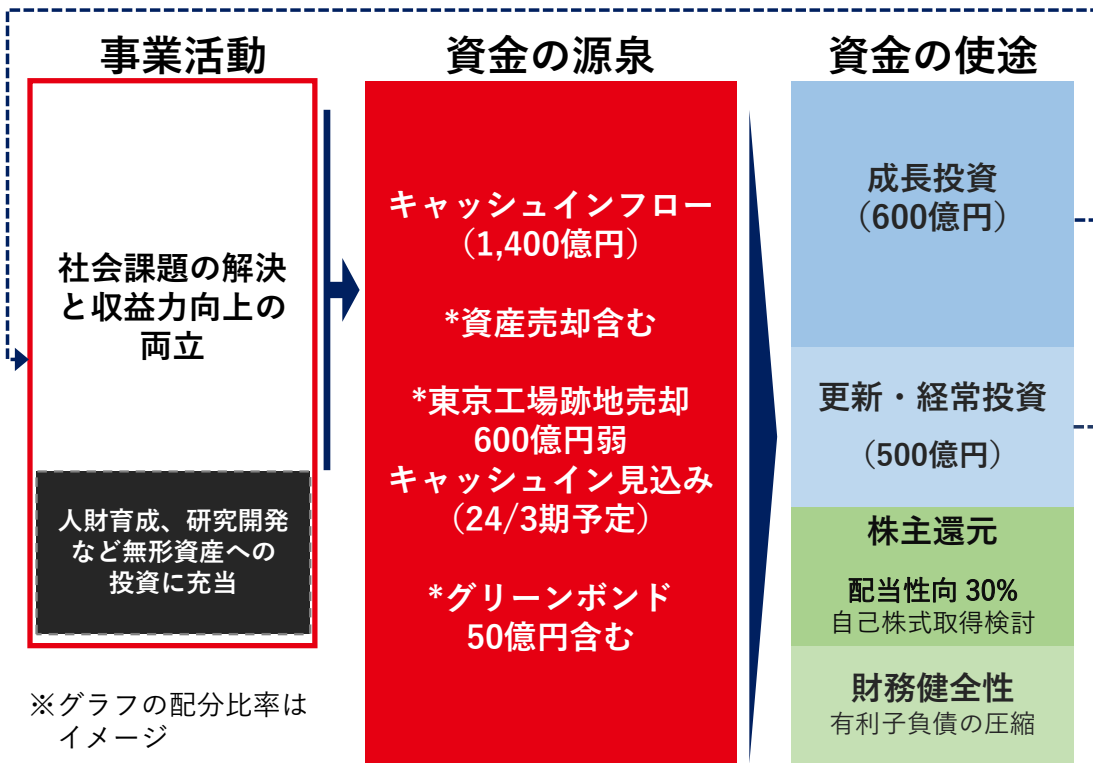 事業活動
社会課題の解決
と収益力向上の
両立
人財育成、研究開発
など無形資産への
投資に充当
※グラフの配分比率は
イメージ
資金の源泉
キャッシュインフロー
（1,400億円）
*資産売却含む
*東京工場跡地売却
600億円弱
キャッシュイン見込み
（24/3期予定）
*グリーンボンド
50億円含む
資金の使途
成長投資
（600億円）
更新・経常投資
（500億円）
株主還元
配当性向 30%
自己株式取得検討
財務健全性
有利子負債の圧縮